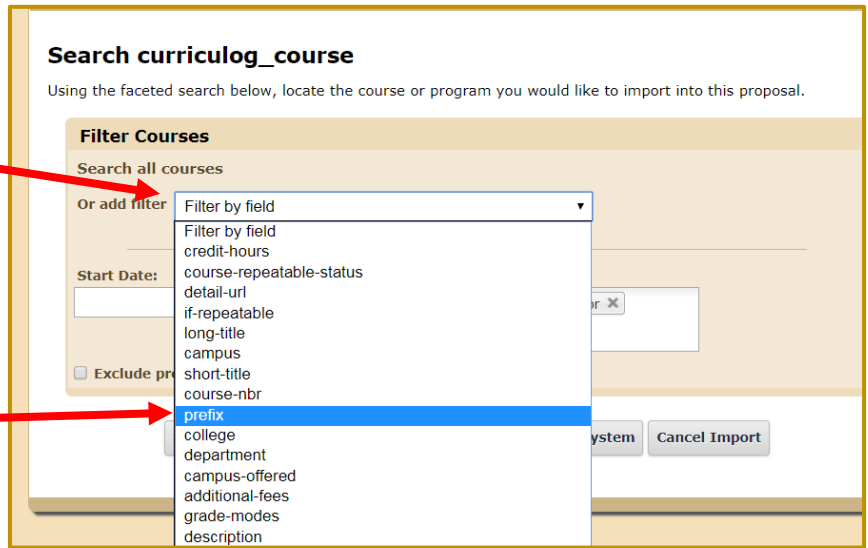 Search curriculog_course
Using the faceted search below, locate the course or program you would like to import into this proposal.
Filter Courses
Search all courses
Or add filter
Filter by field
Filter by field
credit-hours
course-repeatable-status
detail-url
if-repeatable
long-title
campus
short-title
course-nbr
prefix
college
department
campus-offered
additional-fees
grade-modes
description
Start Date:
Exclude
Cancel Import